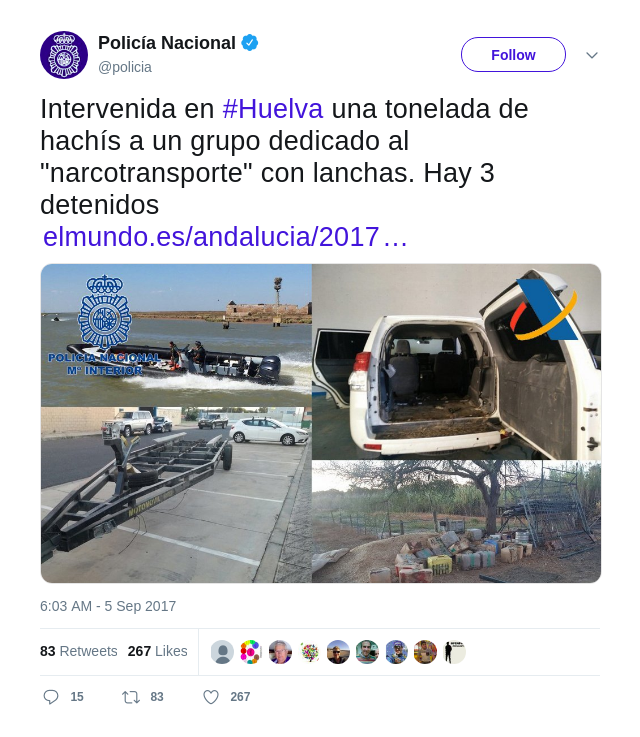 Policía Nacional
@policia
Follow
Intervenida en #Huelva una tonelada de
hachís a un grupo dedicado al
"narcotransporte" con lanchas. Hay 3
detenidos
elmundo.es/andalucia/2017…
POLICÍA NACIONAL
Mº INTERIOR
6:03 AM - 5 Sep 2017
83 Retweets 267 Likes
15 83 267